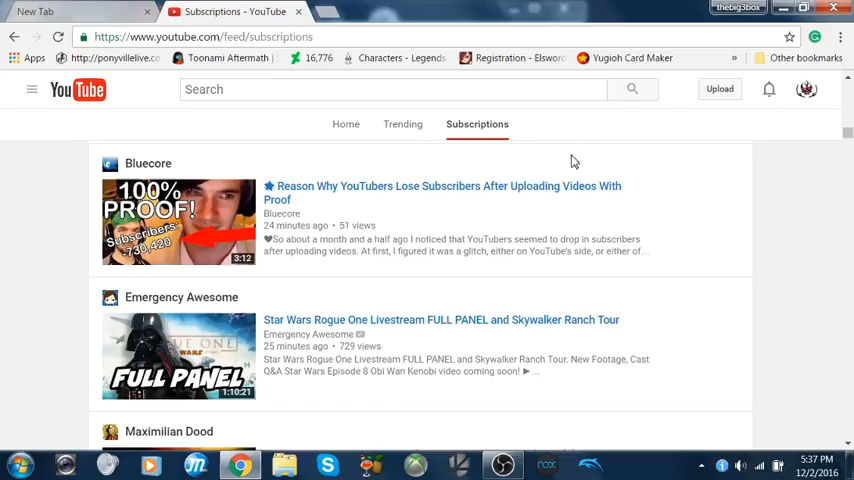 New Tab
Subscriptions - YouTube
thebig3box
https://www.youtube.com/feed/subscriptions
Apps
http://ponyvillelive.co
Toonami Aftermath
16,776
Characters - Legends
Registration - Elsword
Yugioh Card Maker
»
Other bookmarks
YouTube
Search
Upload
Home
Trending
Subscriptions
Bluecore
100%
PROOF!
Subscribers
-730,420
3:12
Reason Why YouTubers Lose Subscribers After Uploading Videos With
Proof
Bluecore
24 minutes ago • 51 views
♥So about a month and a half ago I noticed that YouTubers seemed to drop in subscribers
after uploading videos. At first, I figured it was a glitch, either on YouTube's side, or either of...
Emergency Awesome
ROGUE ONE
WARS
FULL PANEL
1:10:21
Star Wars Rogue One Livestream FULL PANEL and Skywalker Ranch Tour
Emergency Awesome
25 minutes ago • 729 views
Star Wars Rogue One Livestream FULL PANEL and Skywalker Ranch Tour. New Footage, Cast
Q&A Star Wars Episode 8 Obi Wan Kenobi video coming soon! ►...
Maximilian Dood
nox
5:37 PM
12/2/2016